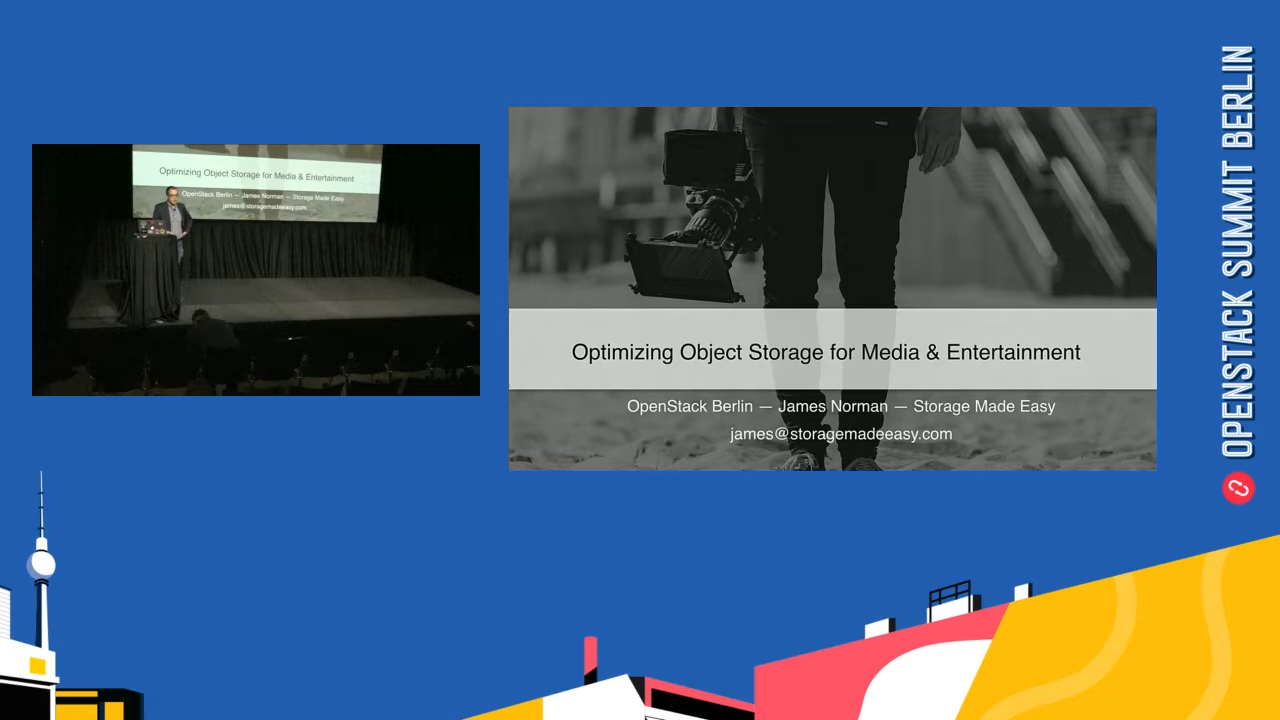 Optimizing Object Storage for Media & Entertainment
OpenStack Berlin — James Norman — Storage Made Easy
james@storagemadeeasy.com
Optimizing Object Storage for Media & Entertainment
OpenStack Berlin — James Norman — Storage Made Easy
james@storagemadeeasy.com
OPENSTACK SUMMIT BERLIN